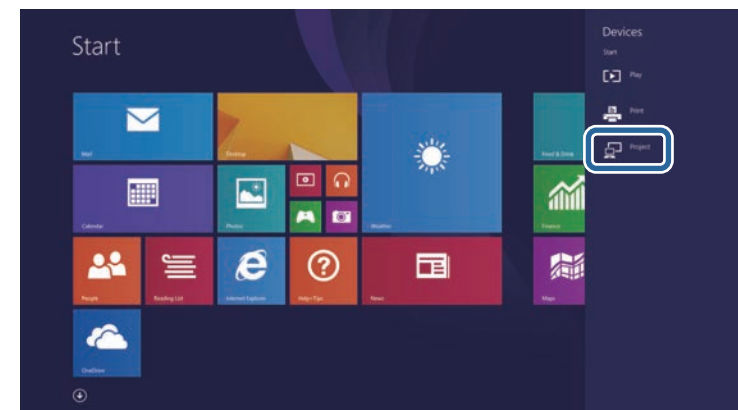 Start
Mail
Desktop
Calendar
Photos
Weather
People
Reading List
Internet Explorer
Help+Tips
News
OneDrive
Food & Drink
Finance
Maps
Devices
Start
Play
Print
Project